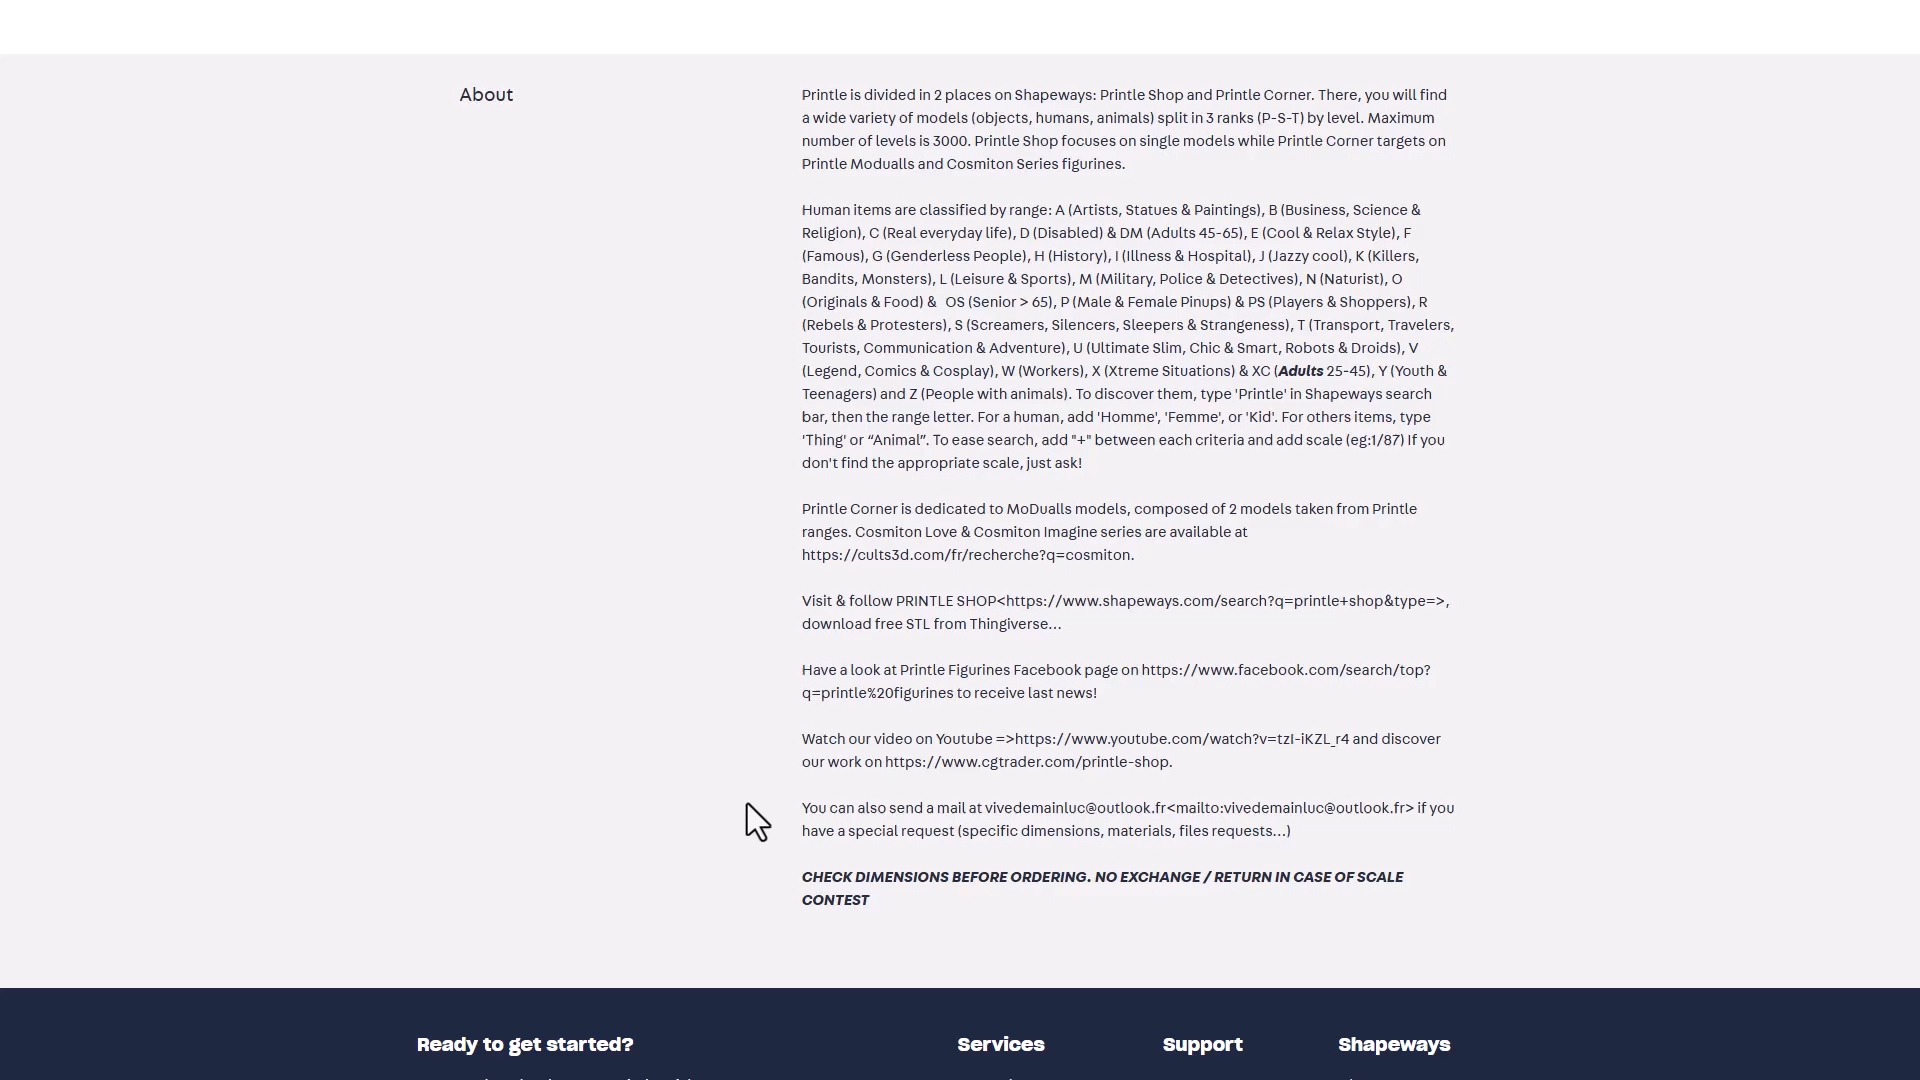 About
Printle is divided in 2 places on Shapeways: Printle Shop and Printle Corner. There, you will find
a wide variety of models (objects, humans, animals) split in 3 ranks (P-S-T) by level. Maximum
number of levels is 3000. Printle Shop focuses on single models while Printle Corner targets on
Printle Modualls and Cosmiton Series figurines.
Human items are classified by range: A (Artists, Statues & Paintings), B (Business, Science &
Religion), C (Real everyday life), D (Disabled) & DM (Adults 45-65), E (Cool & Relax Style), F
(Famous), G (Genderless People), H (History), I (Illness & Hospital), J (Jazzy cool), K (Killers,
Bandits, Monsters), L (Leisure & Sports), M (Military, Police & Detectives), N (Naturist), O
(Originals & Food) &  OS (Senior > 65), P (Male & Female Pinups) & PS (Players & Shoppers), R
(Rebels & Protesters), S (Screamers, Silencers, Sleepers & Strangeness), T (Transport, Travelers,
Tourists, Communication & Adventure), U (Ultimate Slim, Chic & Smart, Robots & Droids), V
(Legend, Comics & Cosplay), W (Workers), X (Xtreme Situations) & XC (Adults 25-45), Y (Youth &
Teenagers) and Z (People with animals). To discover them, type 'Printle' in Shapeways search
bar, then the range letter. For a human, add 'Homme', 'Femme', or 'Kid'. For others items, type
'Thing' or “Animal”. To ease search, add "+" between each criteria and add scale (eg:1/87) If you
don't find the appropriate scale, just ask!
Printle Corner is dedicated to MoDualls models, composed of 2 models taken from Printle
ranges. Cosmiton Love & Cosmiton Imagine series are available at
https://cults3d.com/fr/recherche?q=cosmiton.
Visit & follow PRINTLE SHOP<https://www.shapeways.com/search?q=printle+shop&type=>,
download free STL from Thingiverse...
Have a look at Printle Figurines Facebook page on https://www.facebook.com/search/top?
q=printle%20figurines to receive last news!
Watch our video on Youtube =>https://www.youtube.com/watch?v=tzI-iKZL_r4 and discover
our work on https://www.cgtrader.com/printle-shop.
You can also send a mail at vivedemainluc@outlook.fr<mailto:vivedemainluc@outlook.fr> if you
have a special request (specific dimensions, materials, files requests...)
CHECK DIMENSIONS BEFORE ORDERING. NO EXCHANGE / RETURN IN CASE OF SCALE
CONTEST
Ready to get started?
Services
Support
Shapeways